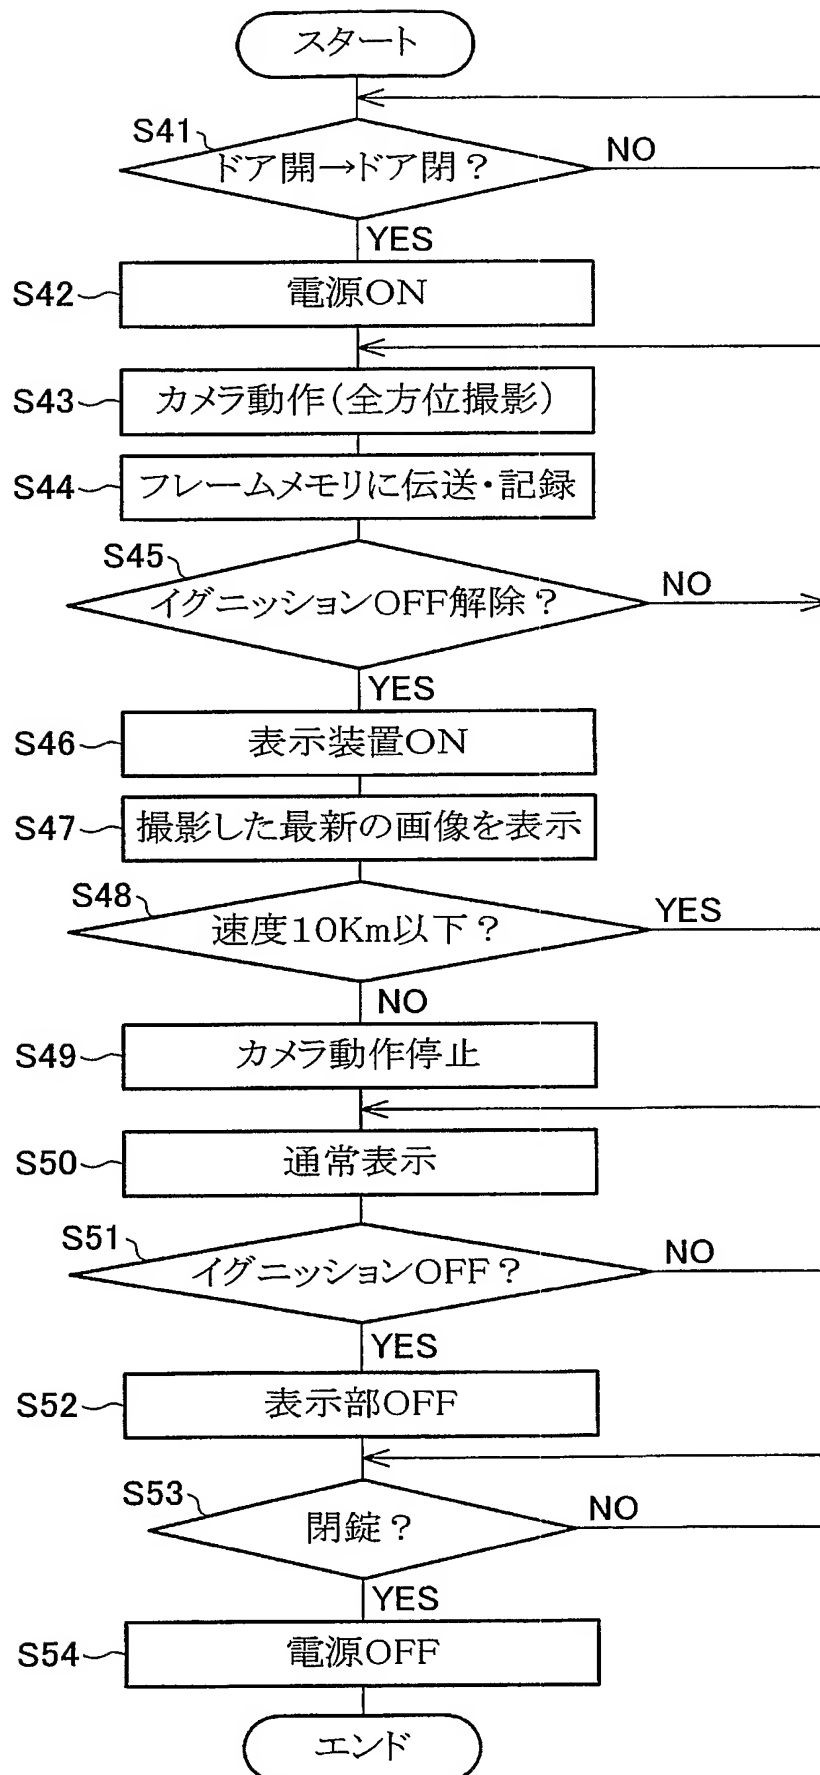 スタート
S41
ドア開→ドア閉？
NO
YES
S42
電源ON
S43
カメラ動作(全方位撮影)
S44
フレームメモリに伝送・記録
S45
イグニッションOFF解除？
NO
YES
S46
表示装置ON
S47
撮影した最新の画像を表示
S48
速度10Km以下？
YES
NO
S49
カメラ動作停止
S50
通常表示
S51
イグニッションOFF？
NO
YES
S52
表示部OFF
S53
閉錠？
NO
YES
S54
電源OFF
エンド